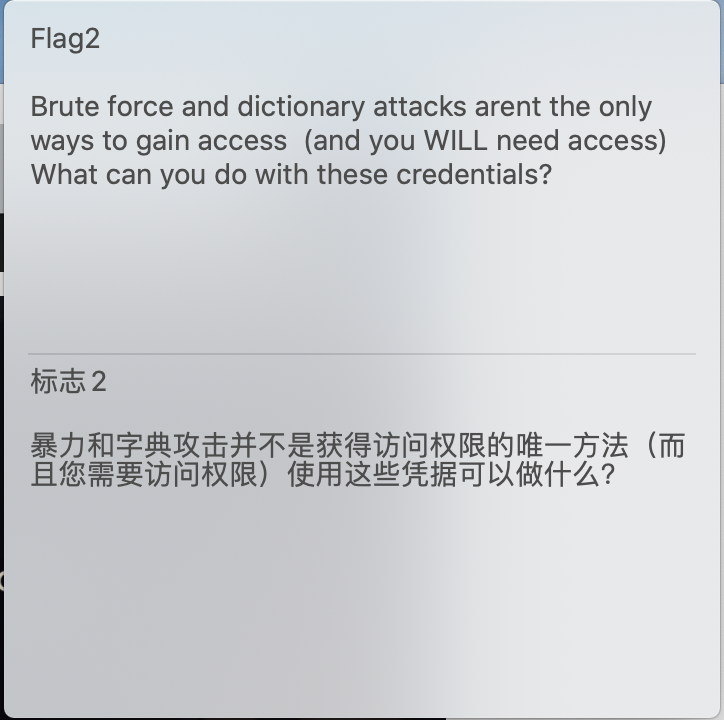 Flag2
Brute force and dictionary attacks arent the only
ways to gain access  (and you WILL need access)
What can you do with these credentials?
标志2
暴力和字典攻击并不是获得访问权限的唯一方法（而
且您需要访问权限）使用这些凭据可以做什么?